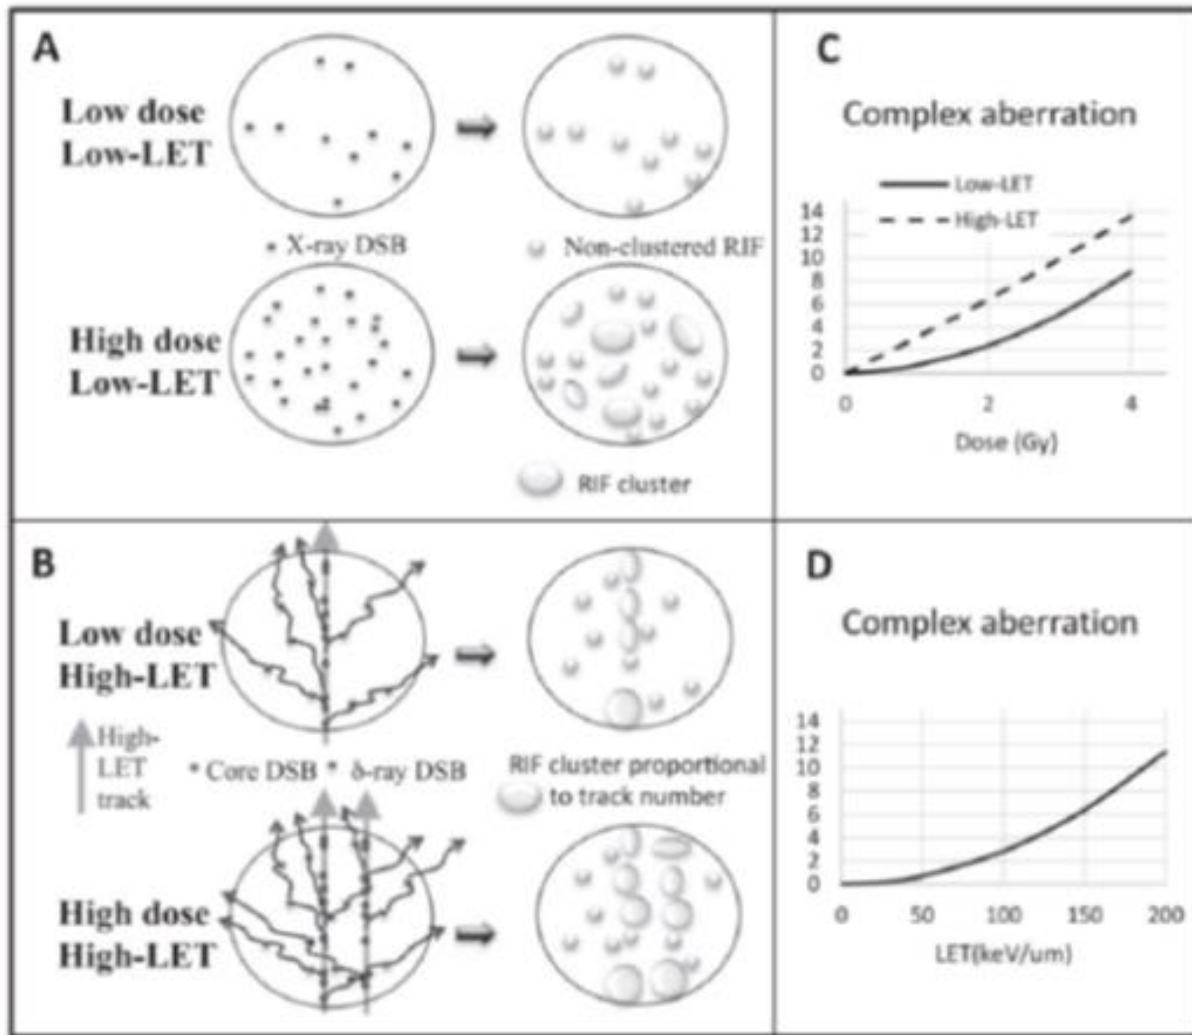 A
Low dose
Low-LET
X-ray DSB
Non-clustered RIF
High dose
Low-LET
RIF cluster
C
Complex aberration
Low-LET
High-LET
14
12
10
8
6
4
2
0
0 2 4
Dose (Gy)
B
Low dose
High-LET
High-
LET
track
Core DSB
δ-ray DSB
RIF cluster proportional
to track number
High dose
High-LET
D
Complex aberration
14
12
10
8
6
4
2
0
0 50 100 150 200
LET(keV/um)